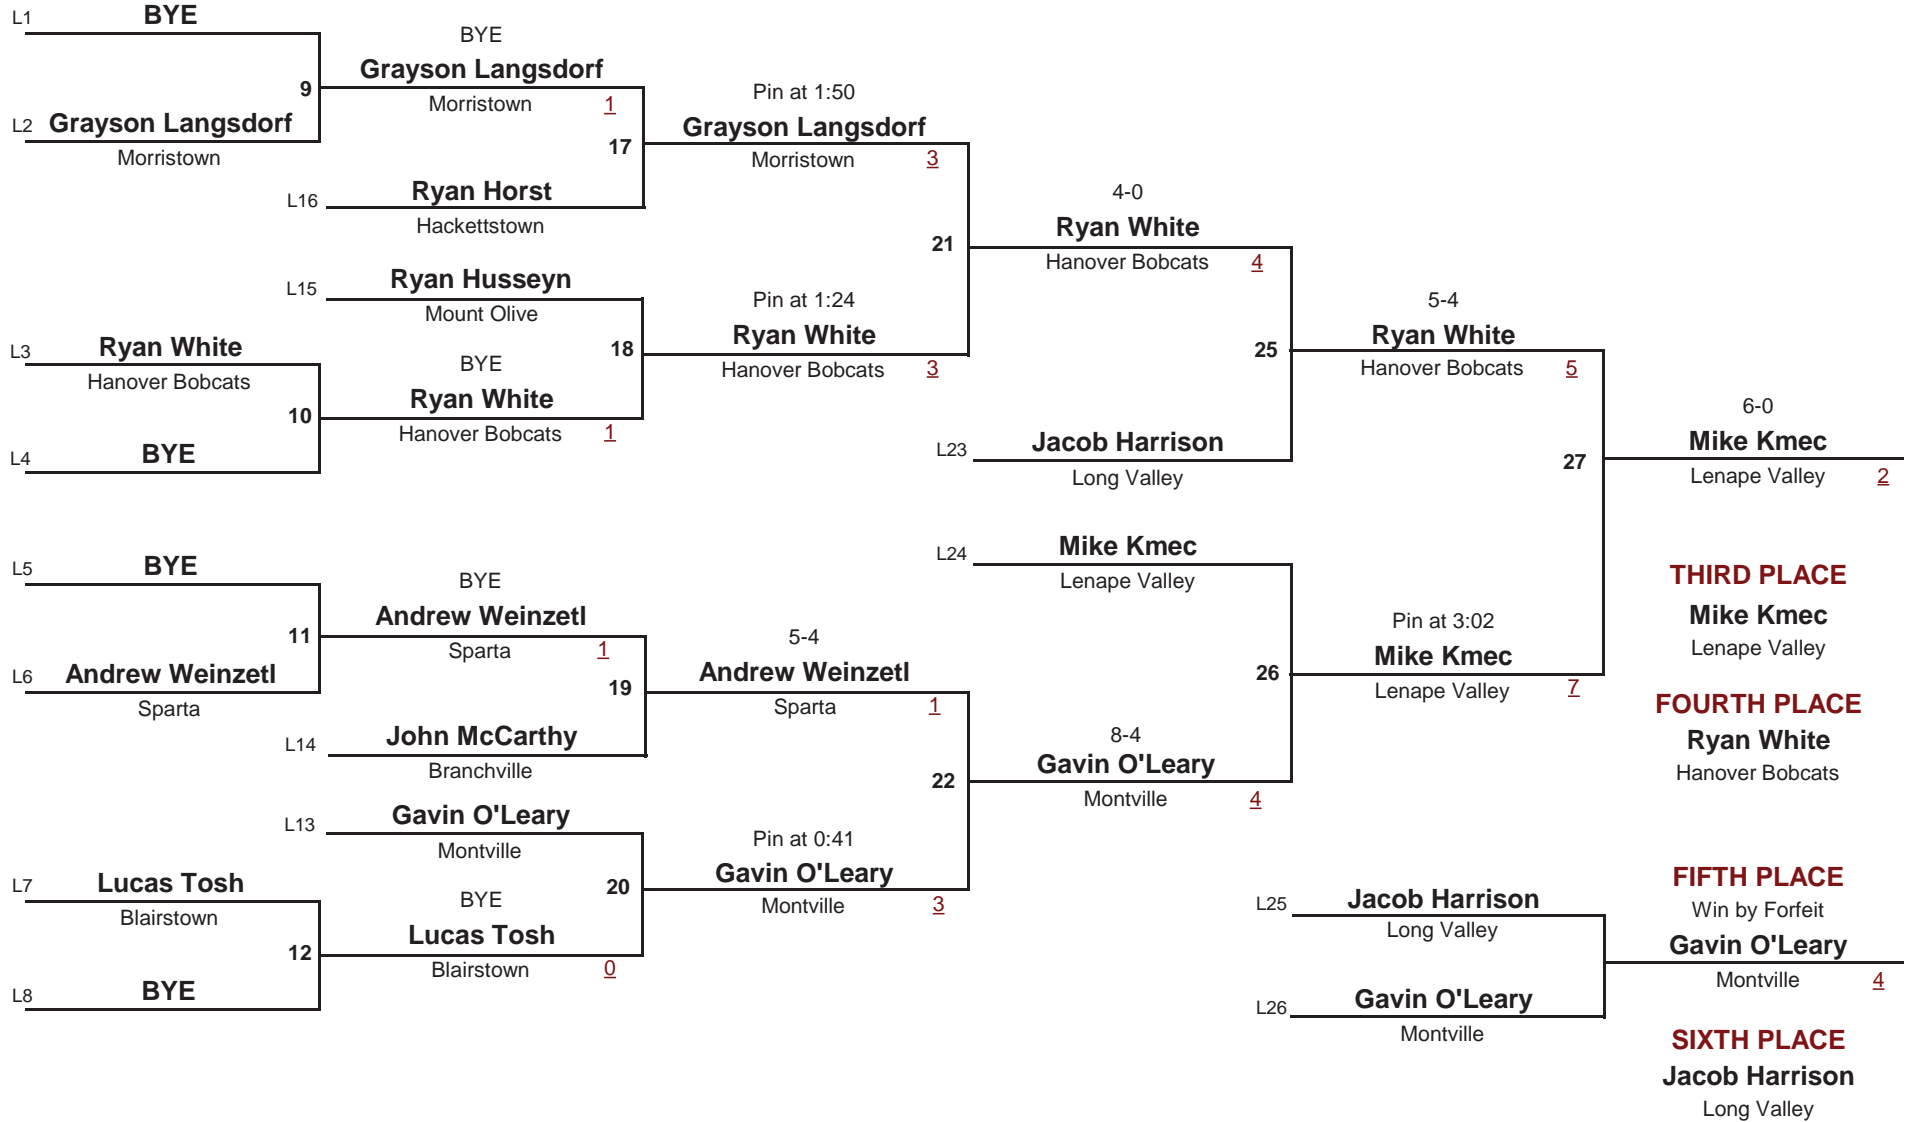 L1 BYE
BYE
Grayson Langsdorf
9
Morristown 1
L2 Grayson Langsdorf
Morristown
Pin at 1:50
Grayson Langsdorf
17
Morristown 3
L16 Ryan Horst
Hackettstown
4-0
Ryan White
21
Hanover Bobcats 4
L15 Ryan Husseyn
Mount Olive
Pin at 1:24
Ryan White
18
Hanover Bobcats 3
L3 Ryan White
Hanover Bobcats
BYE
Ryan White
10
Hanover Bobcats 1
L4 BYE
5-4
Ryan White
25
Hanover Bobcats 5
L23 Jacob Harrison
Long Valley
6-0
Mike Kmec
27
Lenape Valley 2
L24 Mike Kmec
Lenape Valley
L5 BYE
BYE
Andrew Weinzetl
11
Sparta 1
L6 Andrew Weinzetl
Sparta
5-4
Andrew Weinzetl
19
Sparta 1
L14 John McCarthy
Branchville
Pin at 3:02
Mike Kmec
26
Lenape Valley 7
8-4
Gavin O'Leary
22
Montville 4
L13 Gavin O'Leary
Montville
Pin at 0:41
Gavin O'Leary
20
Montville 3
L7 Lucas Tosh
Blairstown
BYE
Lucas Tosh
12
Blairstown 0
L8 BYE
THIRD PLACE
Mike Kmec
Lenape Valley
FOURTH PLACE
Ryan White
Hanover Bobcats
L25 Jacob Harrison
Long Valley
FIFTH PLACE
Win by Forfeit
Gavin O'Leary
Montville 4
L26 Gavin O'Leary
Montville
SIXTH PLACE
Jacob Harrison
Long Valley